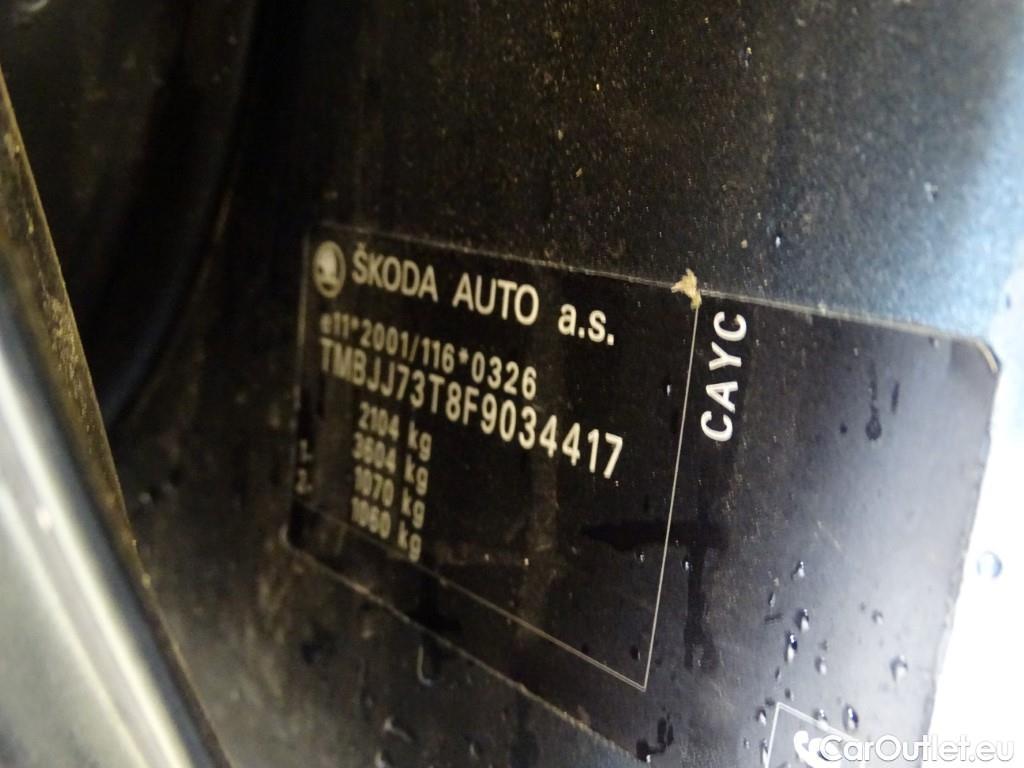 ŠKODA AUTO a.s.
e11*2001/116*0326
TMBJJ73T8F9034417
2104 kg
3604 kg
1- 1070 kg
2- 1060 kg
CAYC
CarOutlet.eu